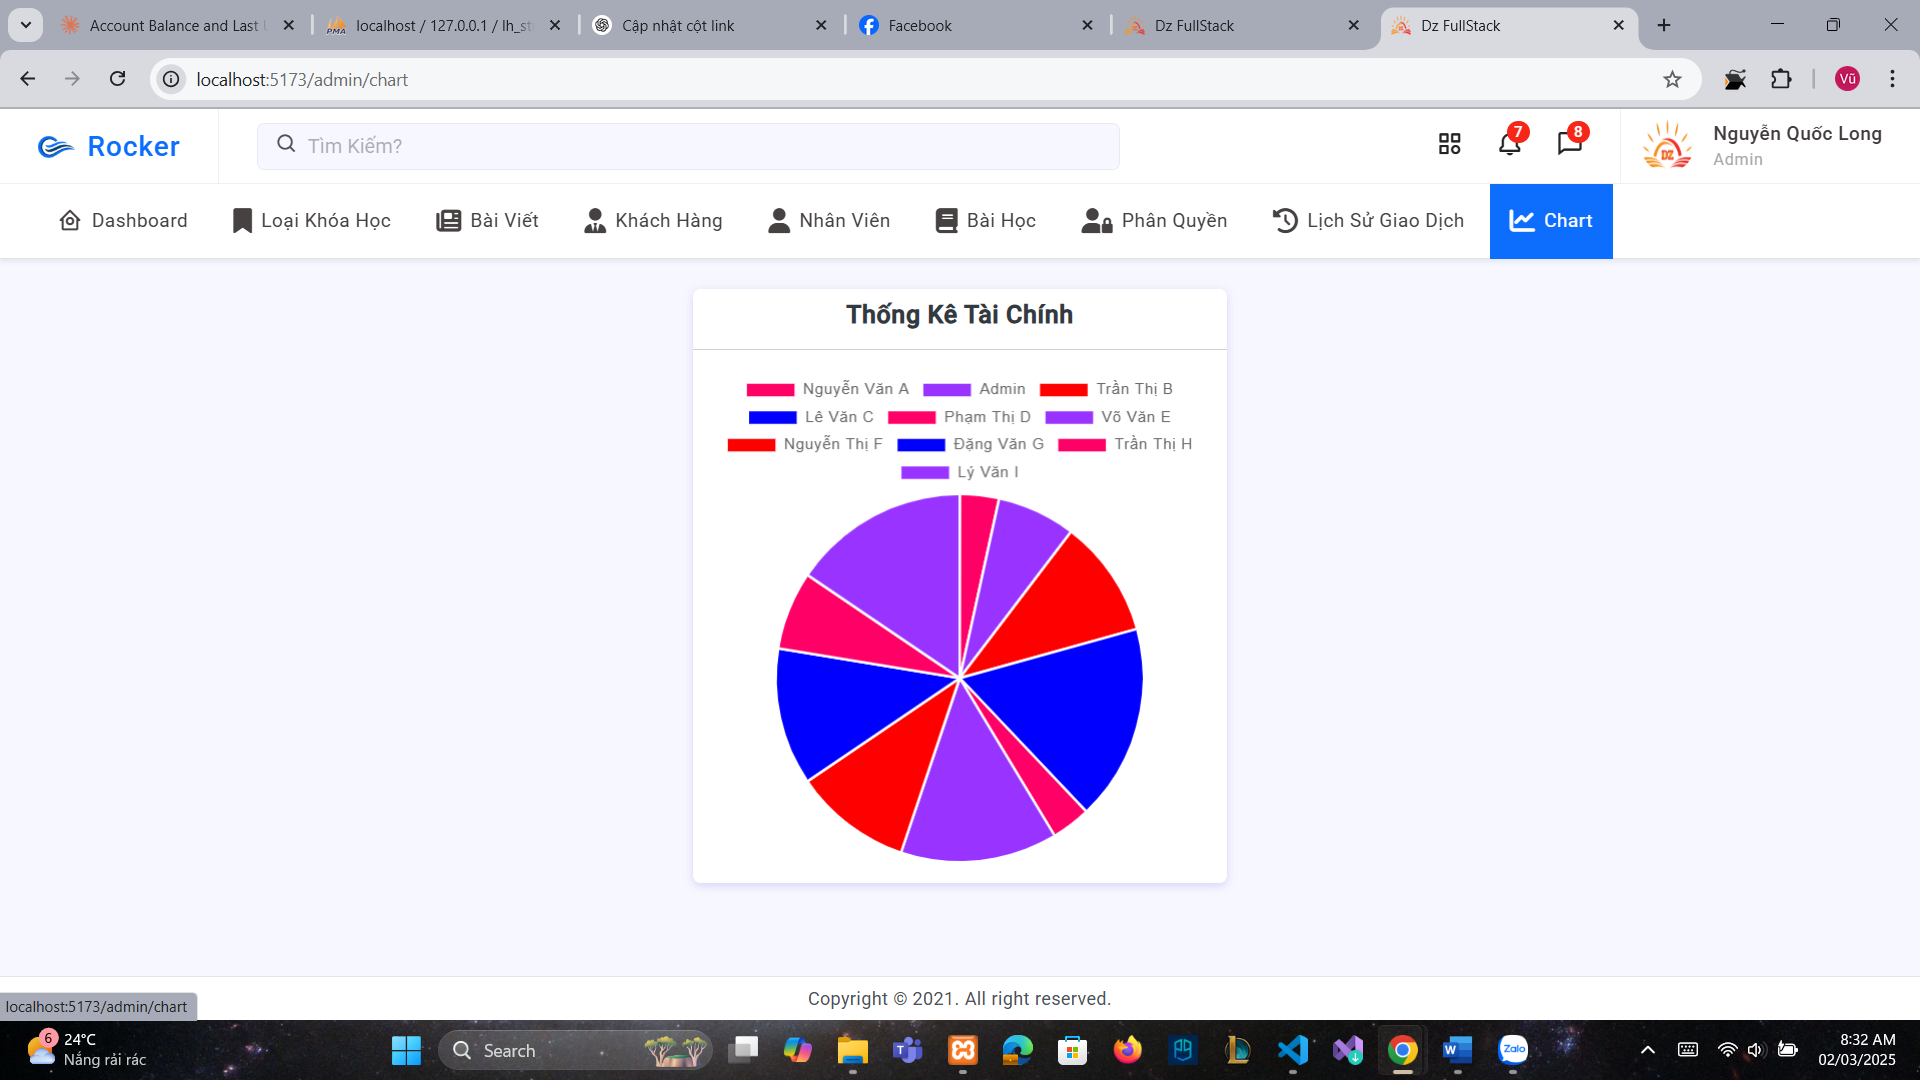 Account Balance and Last
localhost / 127.0.0.1 / lh_st
Cập nhật cột link
Facebook
Dz FullStack
Dz FullStack
localhost:5173/admin/chart
Vũ
Rocker
Tìm Kiếm?
7
8
DZ
Nguyễn Quốc Long
Admin
Dashboard
Loại Khóa Học
Bài Viết
Khách Hàng
Nhân Viên
Bài Học
Phân Quyền
Lịch Sử Giao Dịch
Chart
Thống Kê Tài Chính
Nguyễn Văn A Admin Trần Thị B
Lê Văn C Phạm Thị D Võ Văn E
Nguyễn Thị F Đặng Văn G Trần Thị H
Lý Văn I
Copyright © 2021. All right reserved.
localhost:5173/admin/chart
6
24°C
Nắng rải rác
Search
Zalo
8:32 AM
02/03/2025